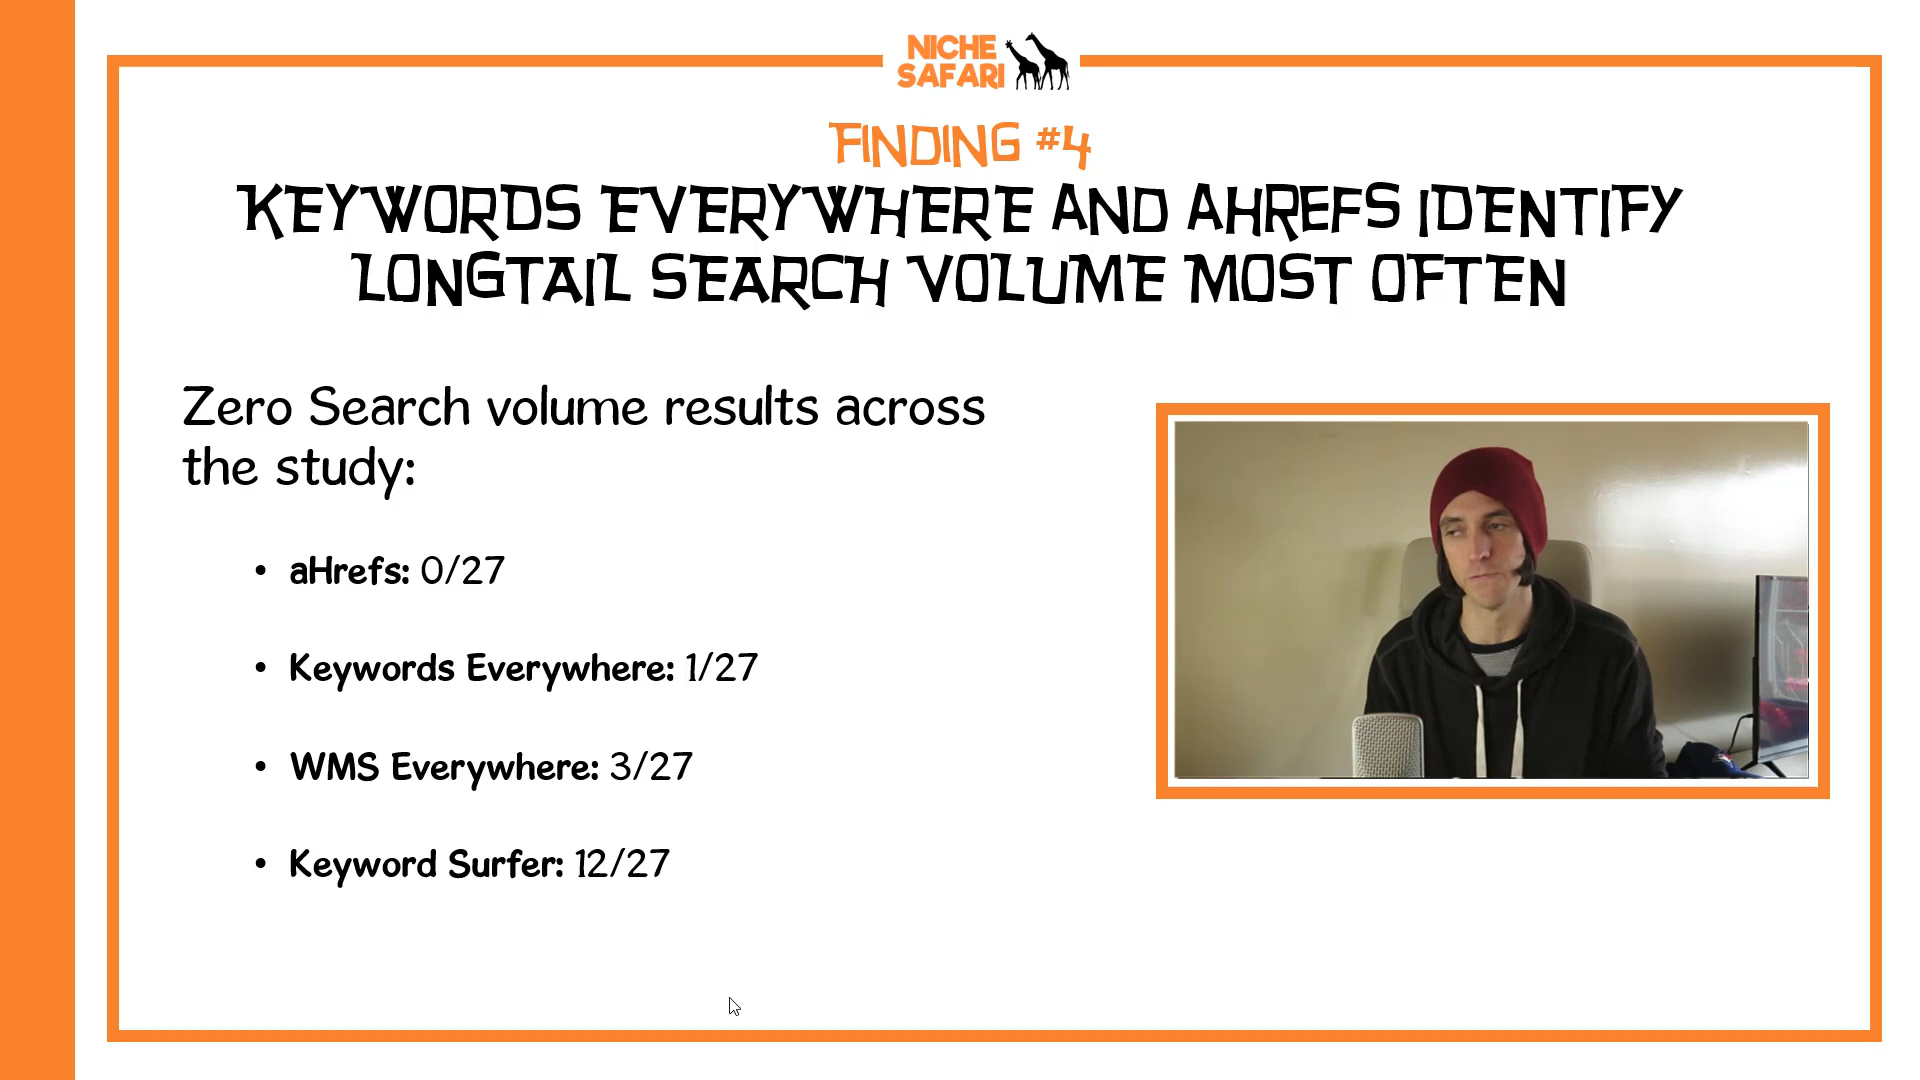 NICHE
SAFARI
FINDING #4
KEYWORDS EVERYWHERE AND AHREFS IDENTIFY
LONGTAIL SEARCH VOLUME MOST OFTEN
Zero Search volume results across
the study:
• aHrefs: 0/27
• Keywords Everywhere: 1/27
• WMS Everywhere: 3/27
• Keyword Surfer: 12/27